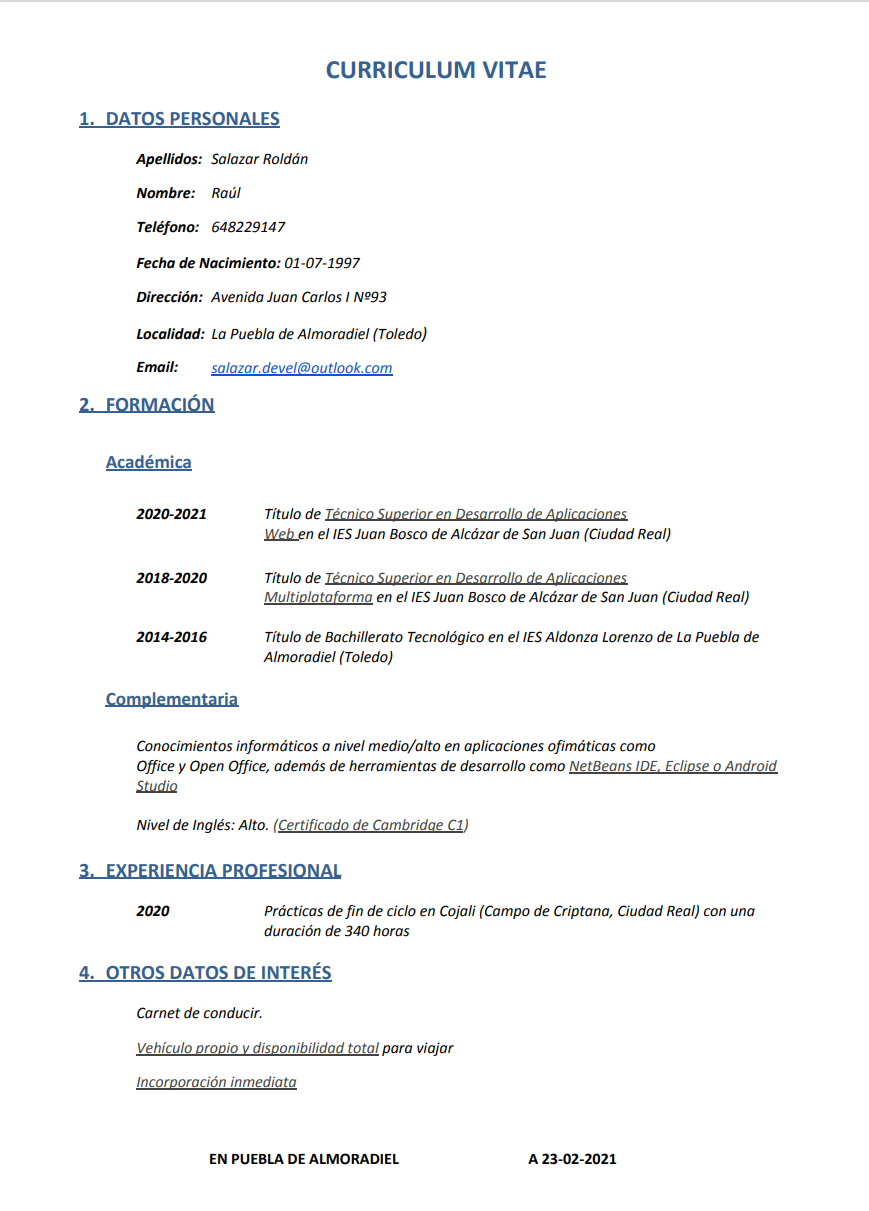 CURRICULUM VITAE
1. DATOS PERSONALES
Apellidos: Salazar Roldán
Nombre: Raúl
Teléfono: 648229147
Fecha de Nacimiento: 01-07-1997
Dirección: Avenida Juan Carlos I Nº93
Localidad: La Puebla de Almoradiel (Toledo)
Email: salazar.devel@outlook.com
2. FORMACIÓN
Académica
2020-2021 Título de Técnico Superior en Desarrollo de Aplicaciones
Web en el IES Juan Bosco de Alcázar de San Juan (Ciudad Real)
2018-2020 Título de Técnico Superior en Desarrollo de Aplicaciones
Multiplataforma en el IES Juan Bosco de Alcázar de San Juan (Ciudad Real)
2014-2016 Título de Bachillerato Tecnológico en el IES Aldonza Lorenzo de La Puebla de
Almoradiel (Toledo)
Complementaria
Conocimientos informáticos a nivel medio/alto en aplicaciones ofimáticas como
Office y Open Office, además de herramientas de desarrollo como NetBeans IDE, Eclipse o Android
Studio
Nivel de Inglés: Alto. (Certificado de Cambridge C1)
3. EXPERIENCIA PROFESIONAL
2020 Prácticas de fin de ciclo en Cojali (Campo de Criptana, Ciudad Real) con una
duración de 340 horas
4. OTROS DATOS DE INTERÉS
Carnet de conducir.
Vehículo propio y disponibilidad total para viajar
Incorporación inmediata
EN PUEBLA DE ALMORADIEL A 23-02-2021